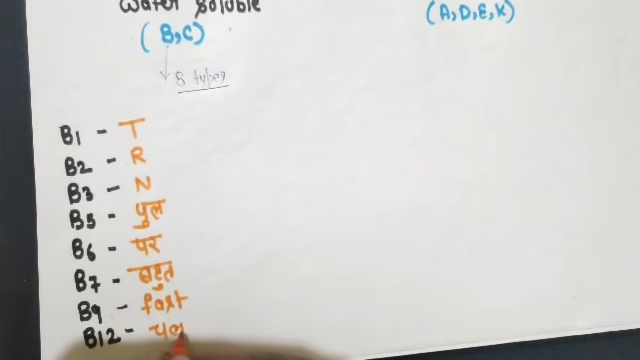 Water Soluble
(B,C)
(A,D,E,K)
8 types
B1 - T
B2 - R
B3 - N
B5 - पुल
B6 - पर
B7 - बहुत
B9 - fast
B12 - चल